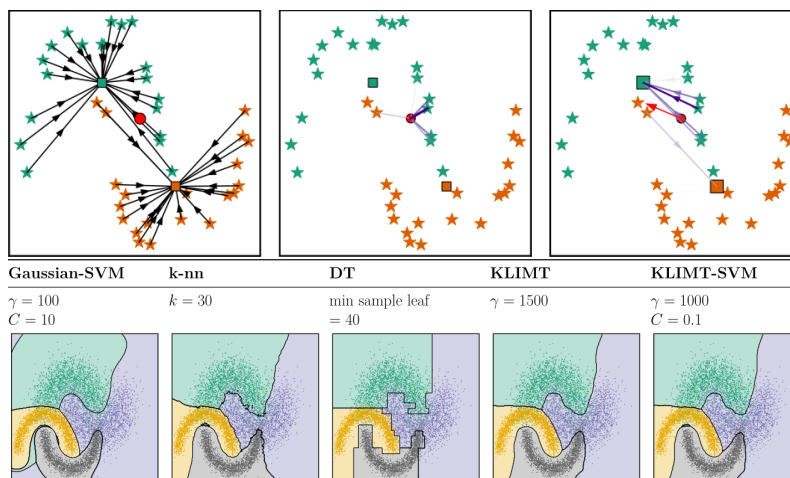 Gaussian-SVM k-nn DT KLIMT KLIMT-SVM
γ = 100 k = 30 min sample leaf γ = 1500 γ = 1000
C = 10 = 40 C = 0.1